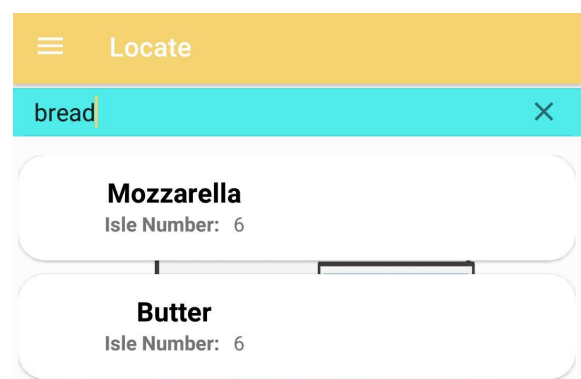 Locate
bread
Mozzarella
Isle Number: 6
Butter
Isle Number: 6